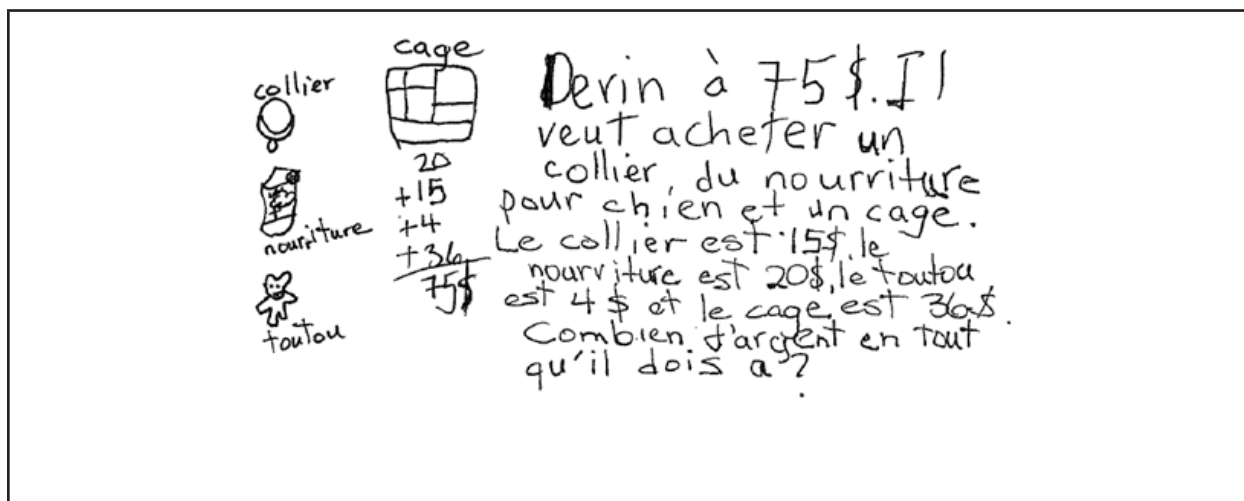 collier
nourriture
toutou
cage
20
+15
+4
+36
75$
Devin à 75$. Il
veut acheter un
collier, du nourriture
pour chien et un cage.
Le collier est 15$, le
nourriture est 20$, le toutou
est 4$ et le cage est 36$.
Combien d'argent en tout
qu'il dois a?